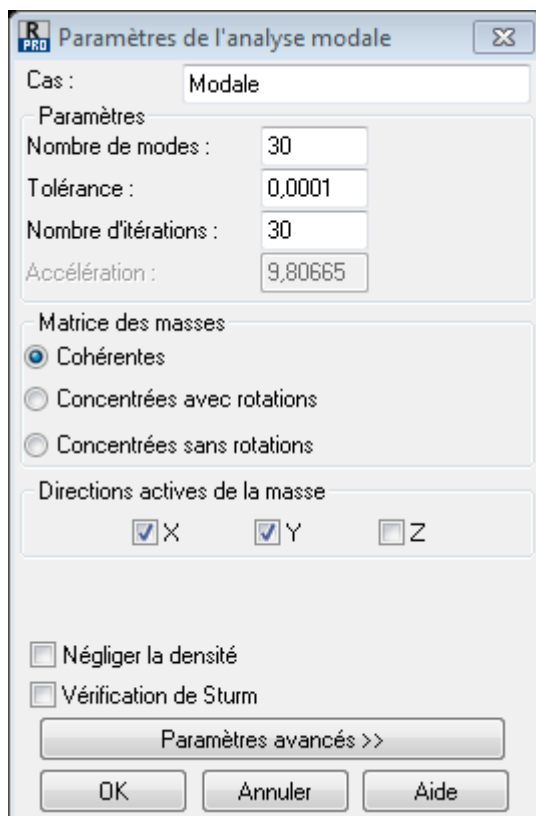 R PRO Paramètres de l'analyse modale
Cas : Modale
Paramètres
Nombre de modes : 30
Tolérance : 0,0001
Nombre d'itérations : 30
Accélération : 9,80665
Matrice des masses
Cohérentes
Concentrées avec rotations
Concentrées sans rotations
Directions actives de la masse
X Y Z
Négliger la densité
Vérification de Sturm
Paramètres avancés >>
OK Annuler Aide